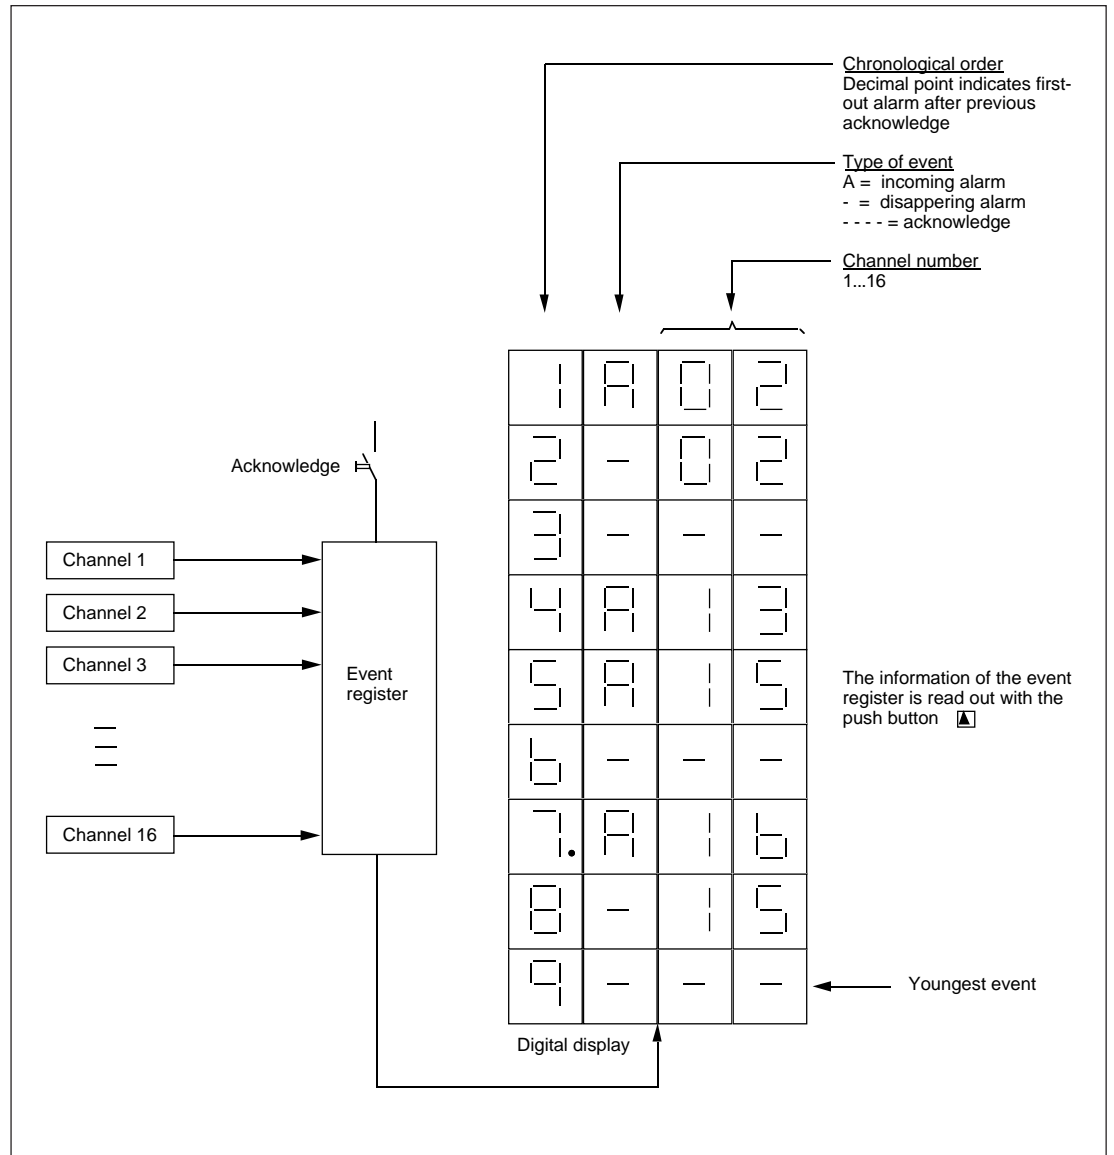 Chronological order
Decimal point indicates first-
out alarm after previous
acknowledge
Type of event
A = incoming alarm
- = disappering alarm
- - - - = acknowledge
Channel number
1...16
1 A 0 2
2 - 0 2
3 - - -
4 A 1 3
5 A 1 5
6 - - -
7. A 1 6
8 - 1 5
9 - - -
Acknowledge
Channel 1
Channel 2
Channel 3
Channel 16
Event
register
The information of the event
register is read out with the
push button
Youngest event
Digital display